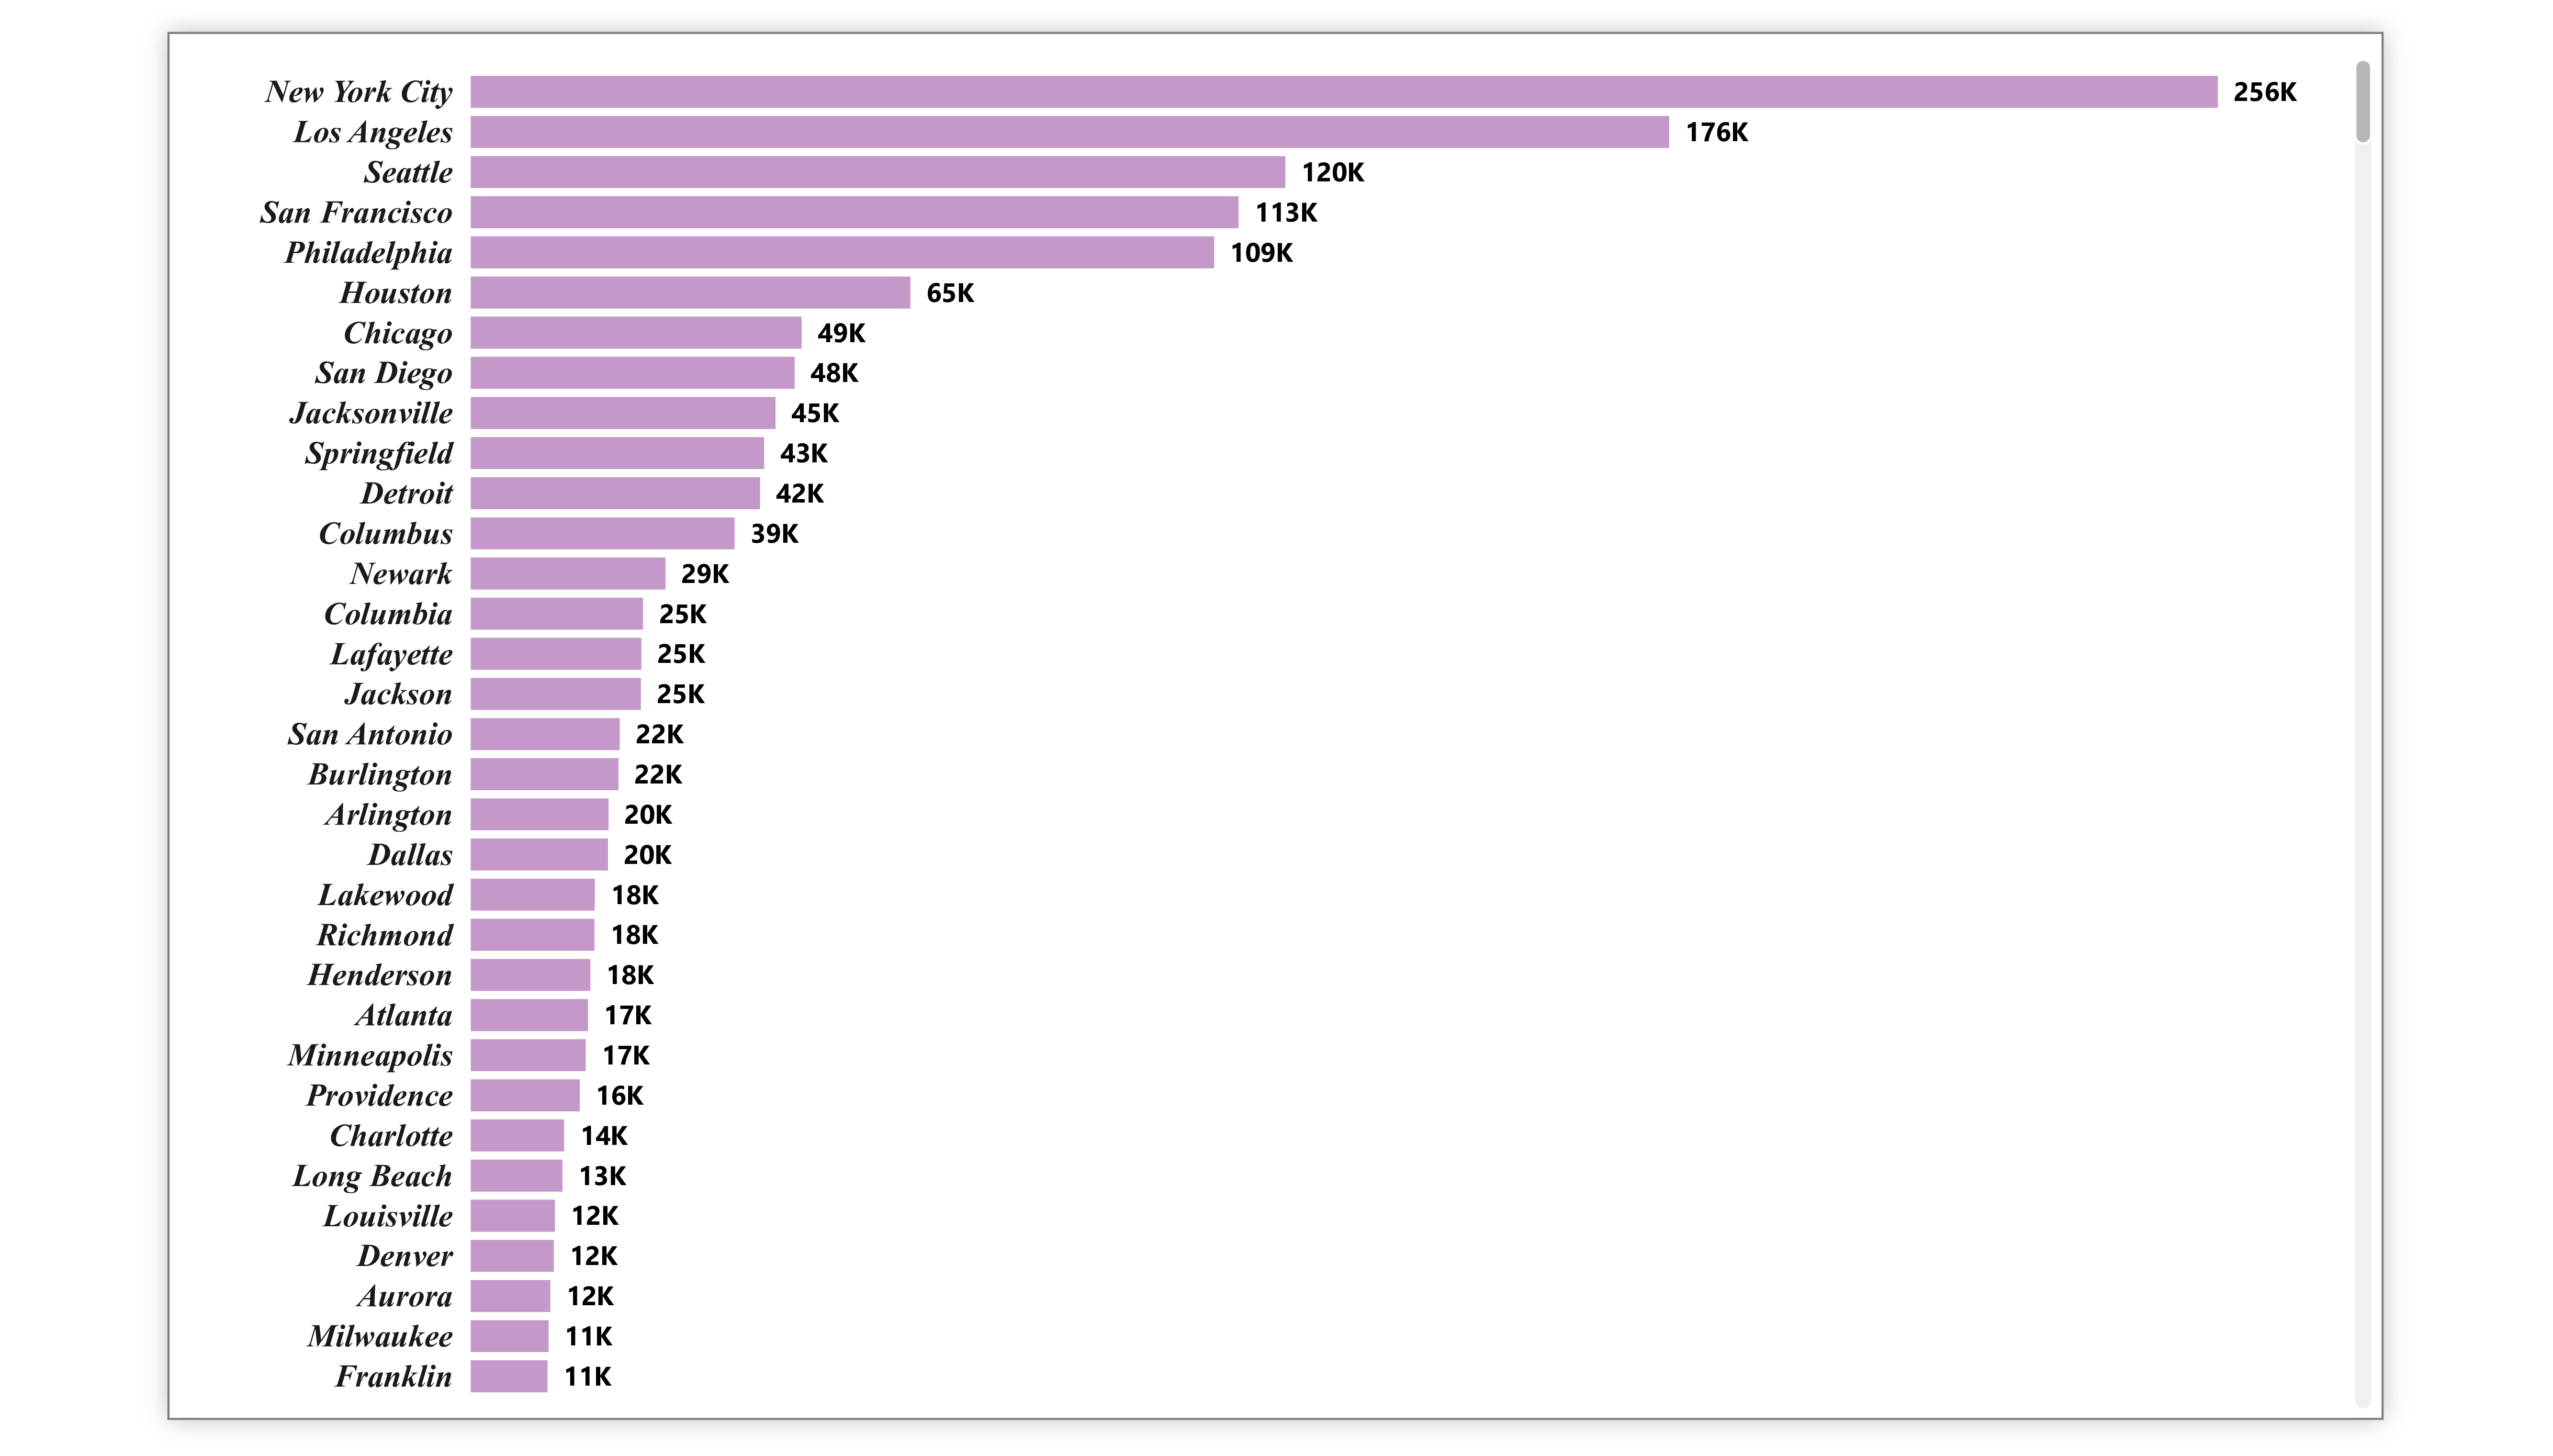 New York City 256K
Los Angeles 176K
Seattle 120K
San Francisco 113K
Philadelphia 109K
Houston 65K
Chicago 49K
San Diego 48K
Jacksonville 45K
Springfield 43K
Detroit 42K
Columbus 39K
Newark 29K
Columbia 25K
Lafayette 25K
Jackson 25K
San Antonio 22K
Burlington 22K
Arlington 20K
Dallas 20K
Lakewood 18K
Richmond 18K
Henderson 18K
Atlanta 17K
Minneapolis 17K
Providence 16K
Charlotte 14K
Long Beach 13K
Louisville 12K
Denver 12K
Aurora 12K
Milwaukee 11K
Franklin 11K